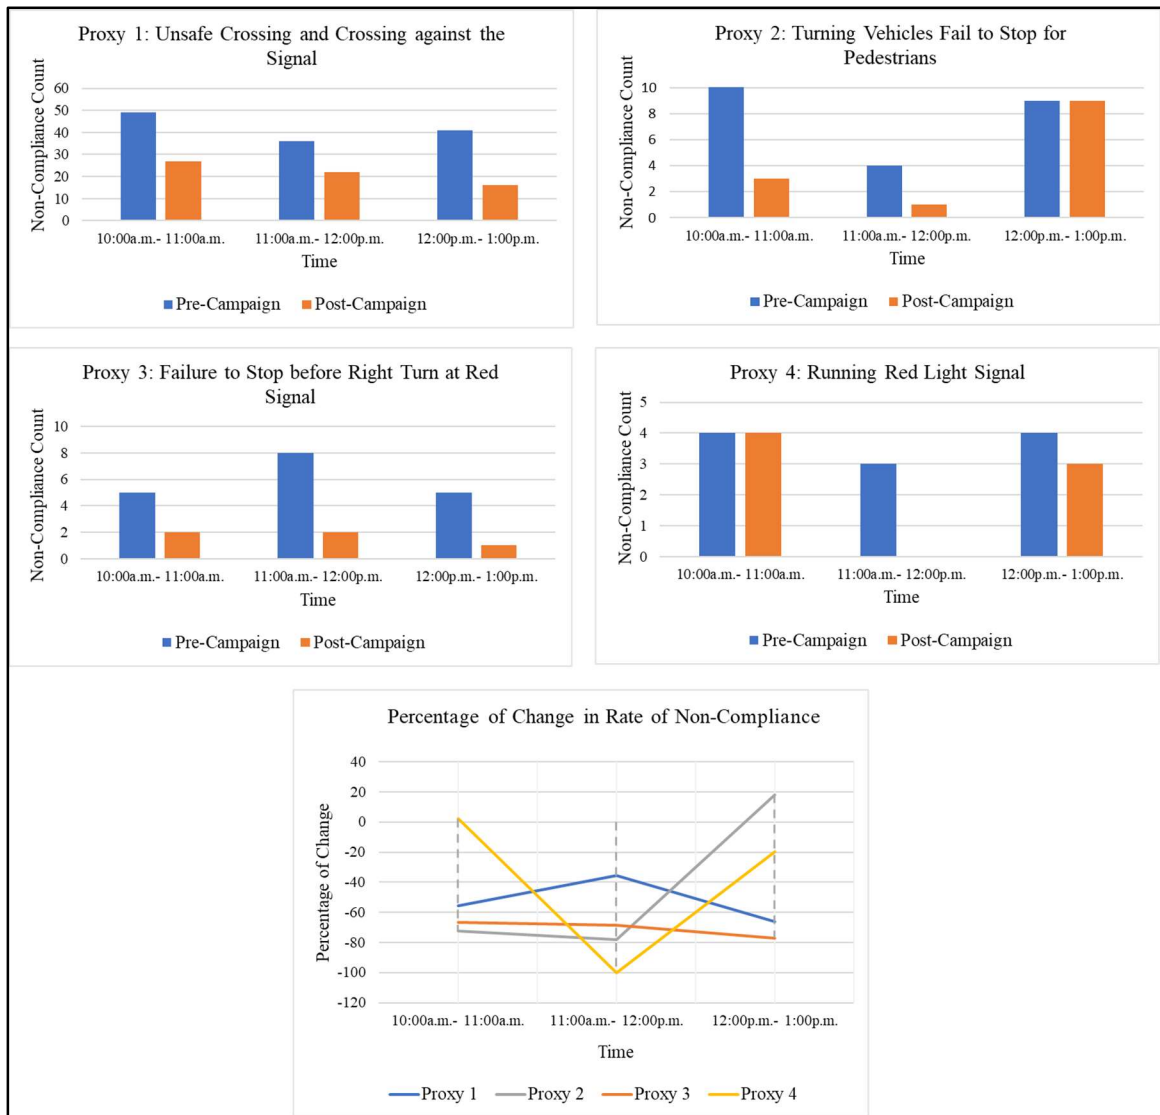 Proxy 1: Unsafe Crossing and Crossing against the
Signal
Non-Compliance Count
60
50
40
30
20
10
0
10:00a.m.- 11:00a.m.
11:00a.m.- 12:00p.m.
12:00p.m.- 1:00p.m.
Time
Pre-Campaign
Post-Campaign
Proxy 2: Turning Vehicles Fail to Stop for
Pedestrians
Non-Compliance Count
10
8
6
4
2
0
10:00a.m.- 11:00a.m.
11:00a.m.- 12:00p.m.
12:00p.m.- 1:00p.m.
Time
Pre-Campaign
Post-Campaign
Proxy 3: Failure to Stop before Right Turn at Red
Signal
Non-Compliance Count
10
8
6
4
2
0
10:00a.m.- 11:00a.m.
11:00a.m.- 12:00p.m.
12:00p.m.- 1:00p.m.
Time
Pre-Campaign
Post-Campaign
Proxy 4: Running Red Light Signal
Non-Compliance Count
5
4
3
2
1
0
10:00a.m.- 11:00a.m.
11:00a.m.- 12:00p.m.
12:00p.m.- 1:00p.m.
Time
Pre-Campaign
Post-Campaign
Percentage of Change in Rate of Non-Compliance
Percentage of Change
40
20
0
-20
-40
-60
-80
-100
-120
10:00a.m.- 11:00a.m.
11:00a.m.- 12:00p.m.
12:00p.m.- 1:00p.m.
Time
Proxy 1
Proxy 2
Proxy 3
Proxy 4